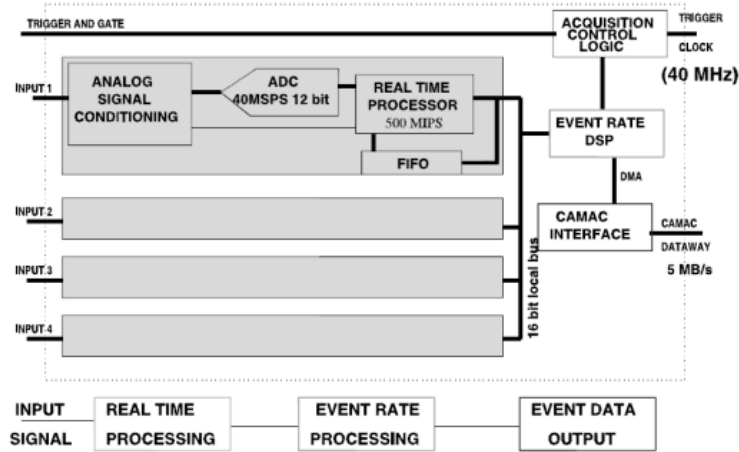 TRIGGER AND GATE
ACQUISITION
CONTROL
LOGIC
TRIGGER
CLOCK
(40 MHz)
INPUT 1
ANALOG
SIGNAL
CONDITIONING
ADC
40MSPS 12 bit
REAL TIME
PROCESSOR
500 MIPS
FIFO
EVENT RATE
DSP
DMA
INPUT 2
CAMAC
INTERFACE
CAMAC
DATAWAY
5 MB/s
INPUT 3
16 bit local bus
INPUT 4
INPUT
SIGNAL
REAL TIME
PROCESSING
EVENT RATE
PROCESSING
EVENT DATA
OUTPUT